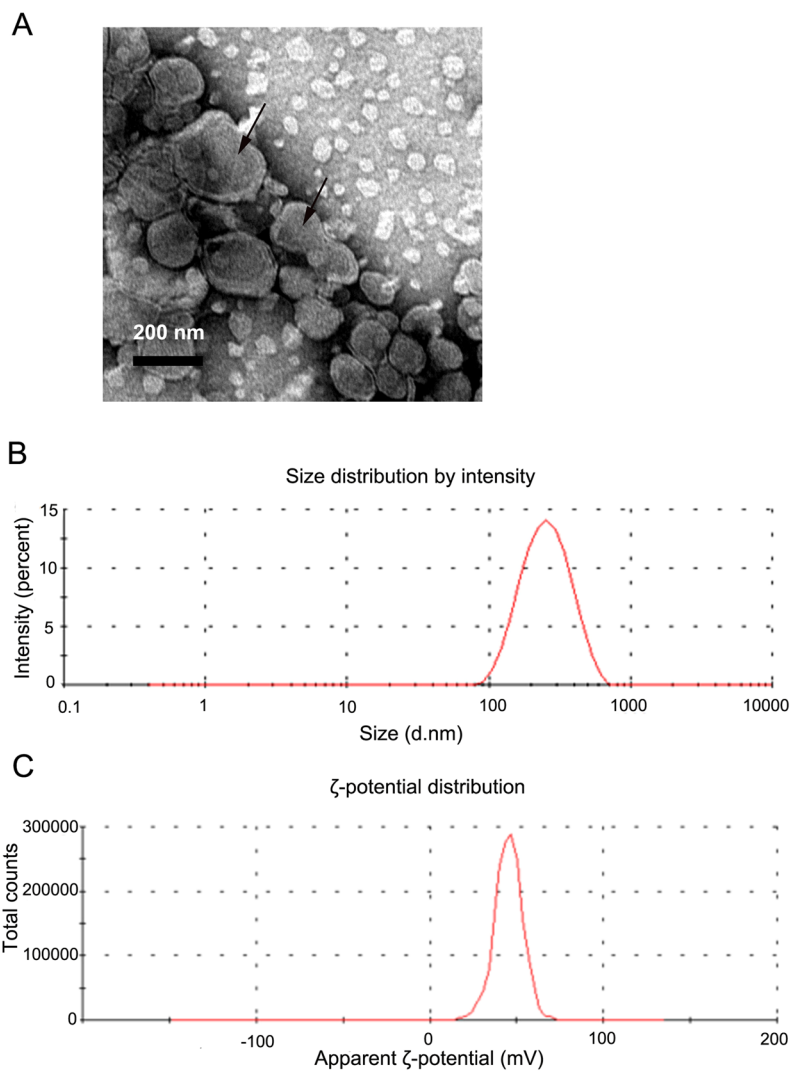 A
200 nm
B
Size distribution by intensity
Intensity (percent)
15
10
5
0
0.1 1 10 100 1000 10000
Size (d.nm)
C
ζ-potential distribution
Total counts
300000
200000
100000
0
-100 0 100 200
Apparent ζ-potential (mV)